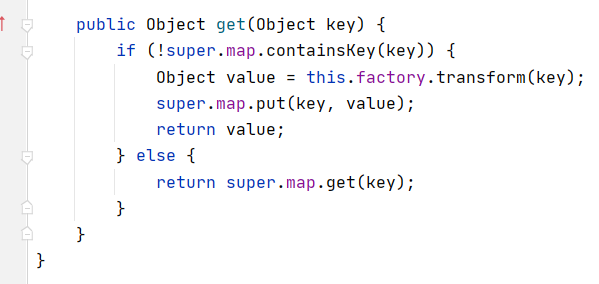 public Object get(Object key) {
if (!super.map.containsKey(key)) {
Object value = this.factory.transform(key);
super.map.put(key, value);
return value;
} else {
return super.map.get(key);
}
}
}